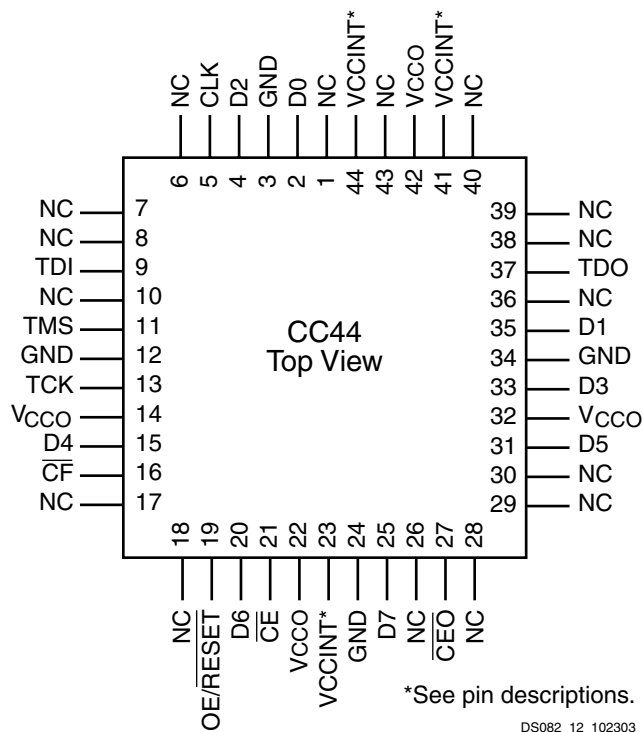 NC CLK D2 GND D0 NC VCCINT* NC VCCO VCCINT* NC
6 5 4 3 2 1 44 43 42 41 40
NC 7
NC 8
TDI 9
NC 10
TMS 11
GND 12
TCK 13
VCCO 14
D4 15
C̅F̅ 16
NC 17
39 NC
38 NC
37 TDO
36 NC
35 D1
34 GND
33 D3
32 VCCO
31 D5
30 NC
29 NC
CC44
Top View
18 19 20 21 22 23 24 25 26 27 28
NC OE/R̅E̅S̅E̅T̅ D6 C̅E̅ VCCO VCCINT* GND D7 NC C̅E̅O̅ NC
*See pin descriptions.
DS082_12_102303